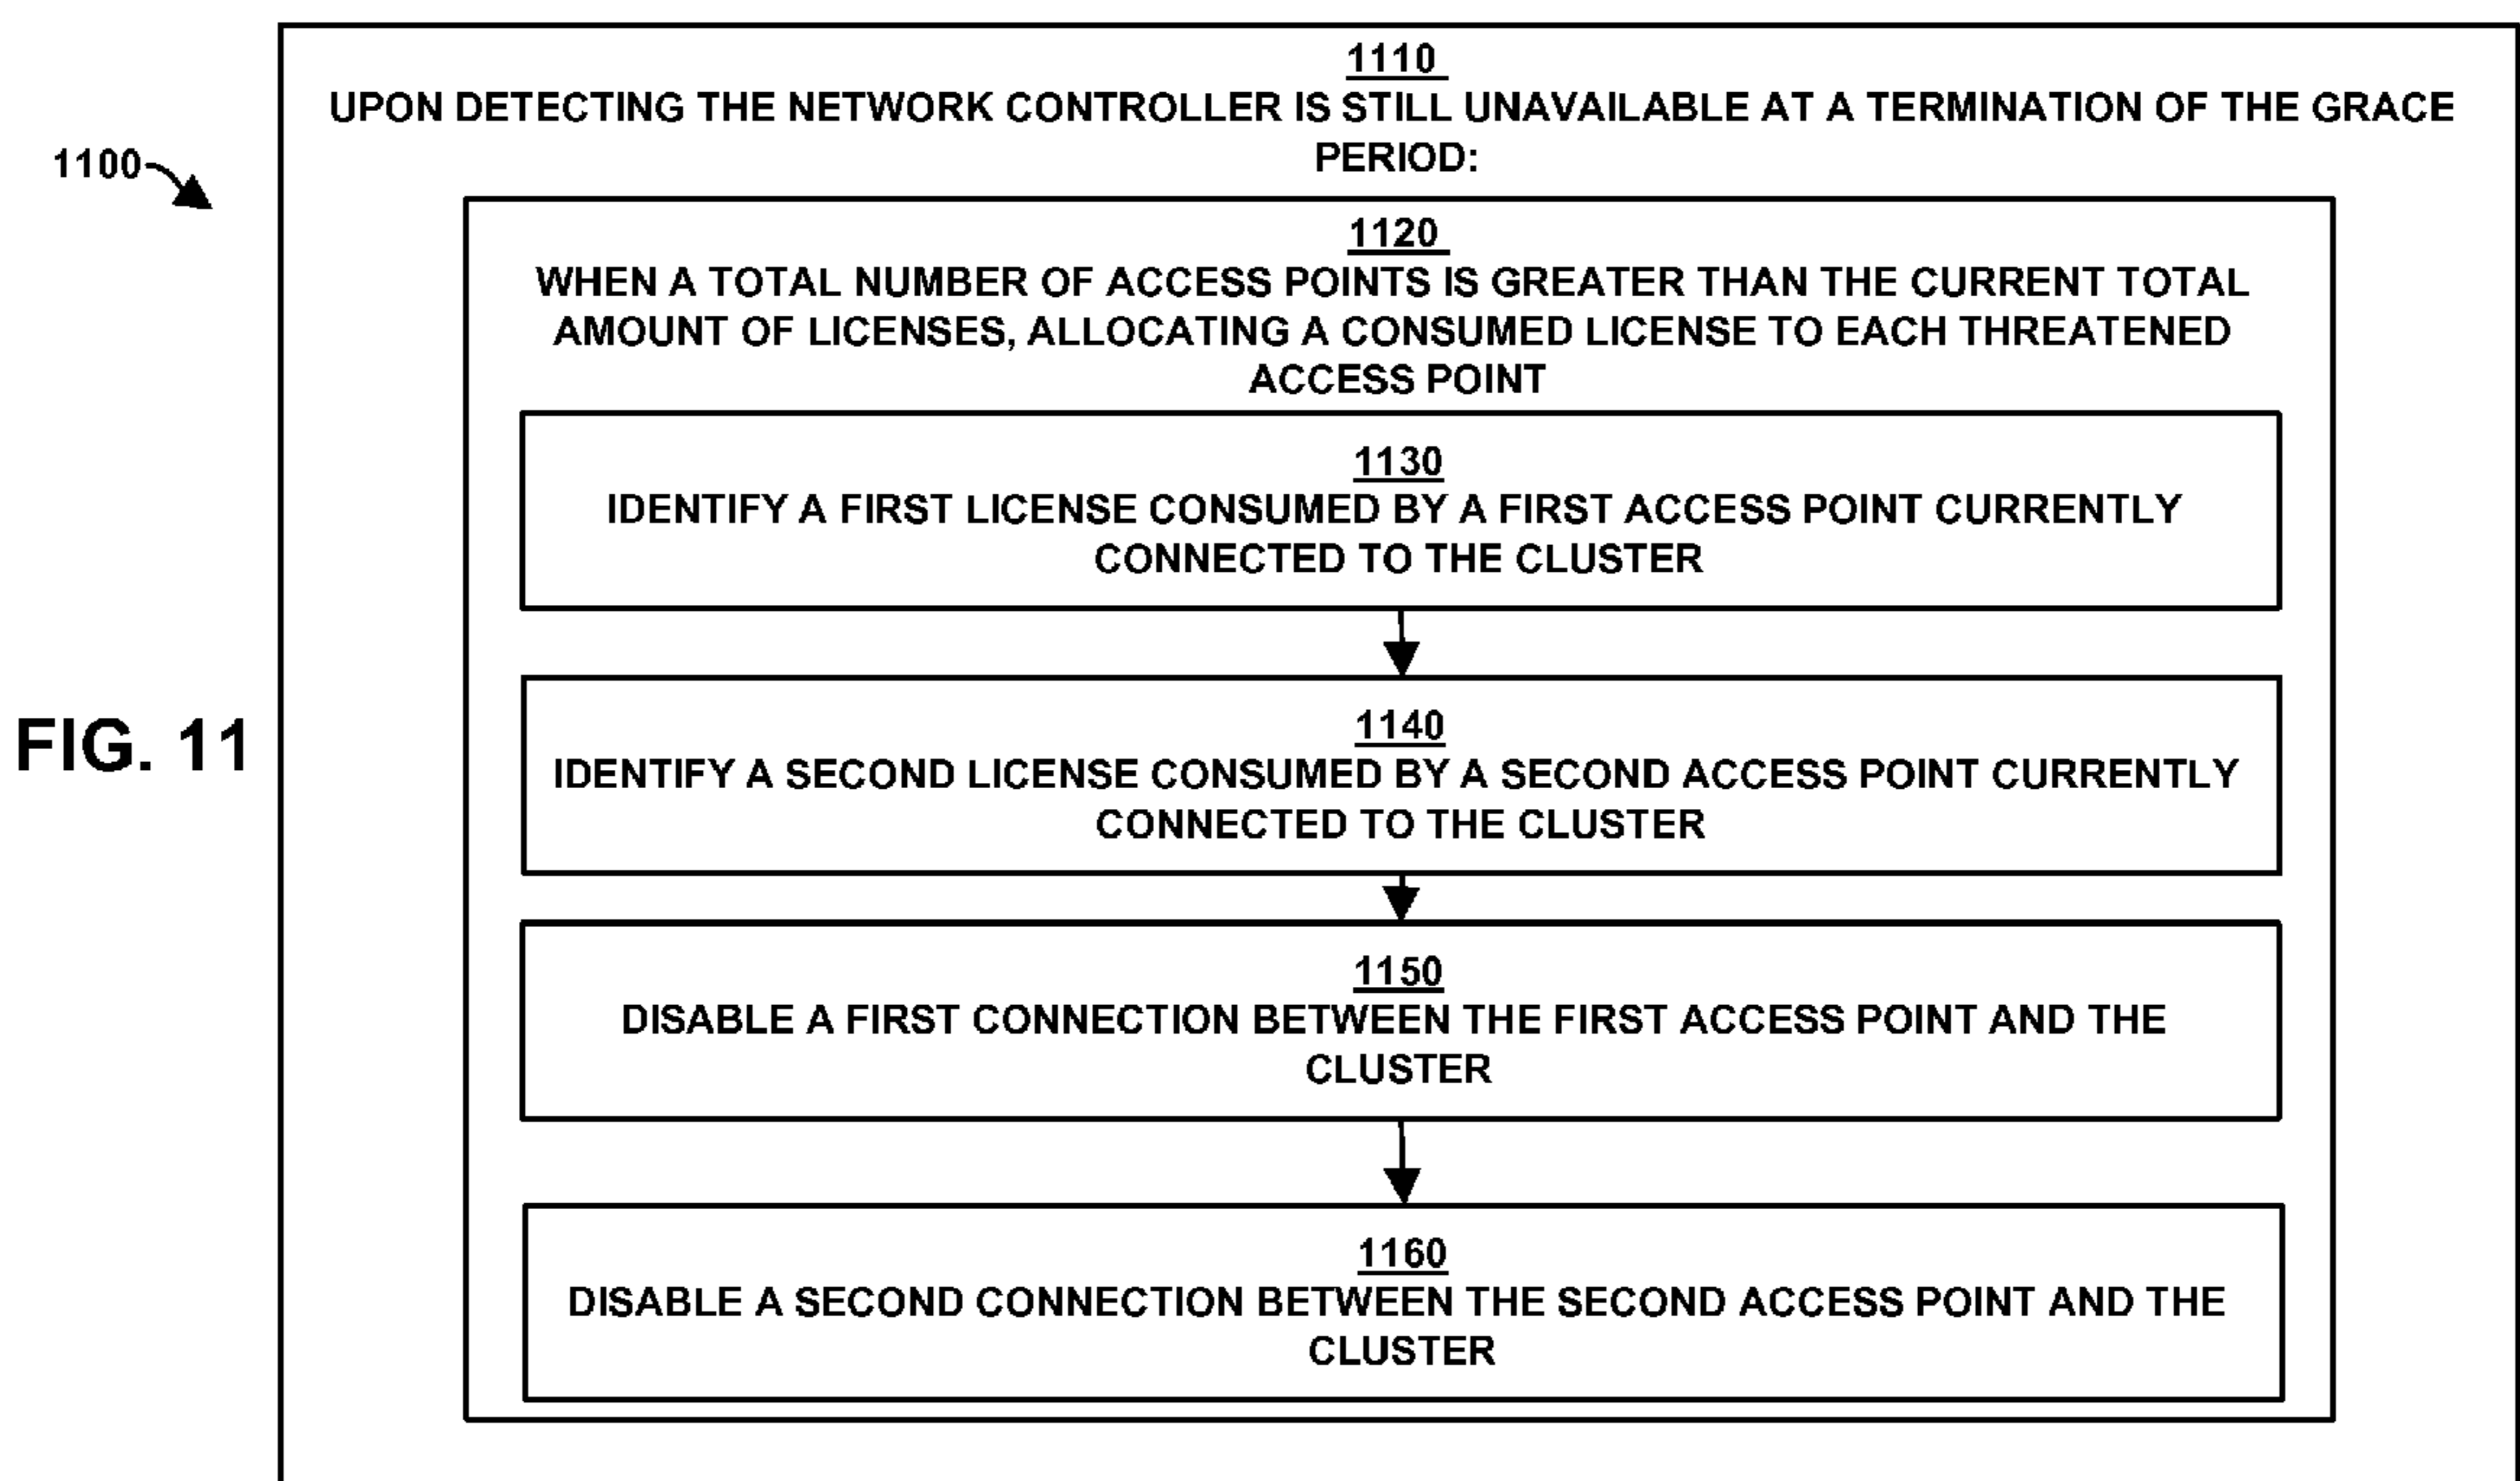 1110
UPON DETECTING THE NETWORK CONTROLLER IS STILL UNAVAILABLE AT A TERMINATION OF THE GRACE
PERIOD:
1100
1120
WHEN A TOTAL NUMBER OF ACCESS POINTS IS GREATER THAN THE CURRENT TOTAL
AMOUNT OF LICENSES, ALLOCATING A CONSUMED LICENSE TO EACH THREATENED
ACCESS POINT
1130
IDENTIFY A FIRST LICENSE CONSUMED BY A FIRST ACCESS POINT CURRENTLY
CONNECTED TO THE CLUSTER
1140
IDENTIFY A SECOND LICENSE CONSUMED BY A SECOND ACCESS POINT CURRENTLY
CONNECTED TO THE CLUSTER
FIG. 11
1150
DISABLE A FIRST CONNECTION BETWEEN THE FIRST ACCESS POINT AND THE
CLUSTER
1160
DISABLE A SECOND CONNECTION BETWEEN THE SECOND ACCESS POINT AND THE
CLUSTER